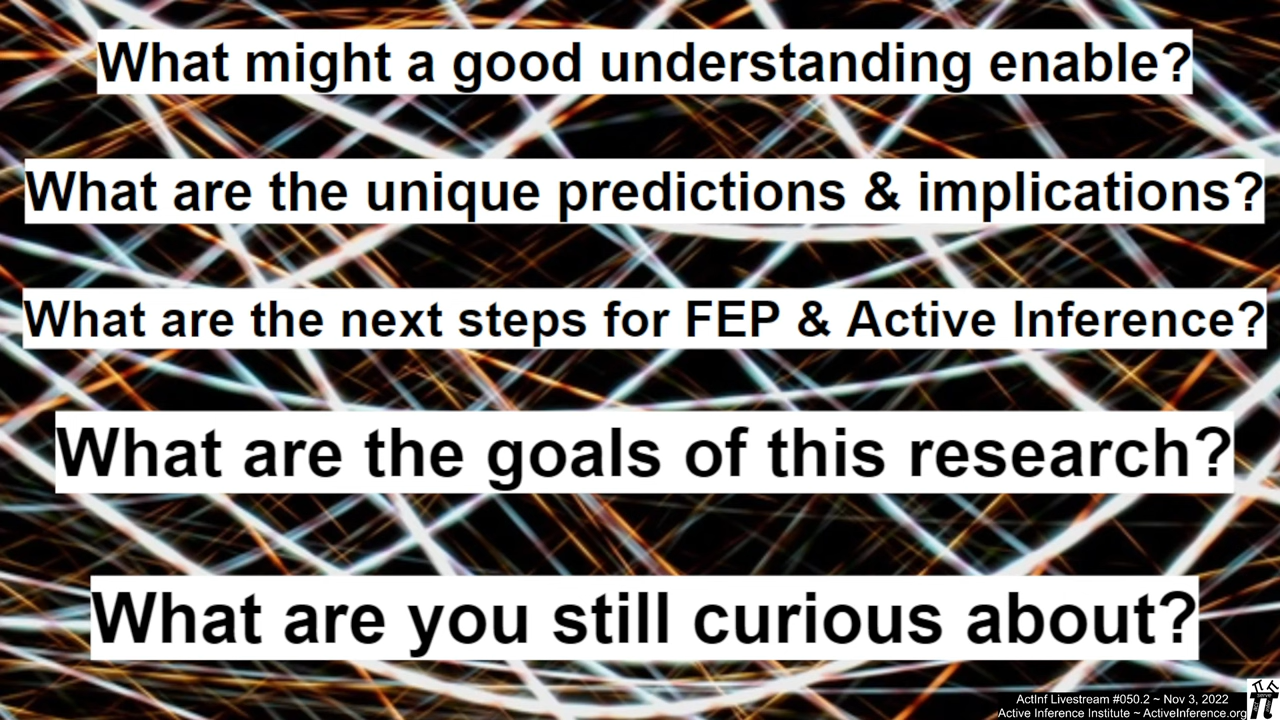 What might a good understanding enable?
What are the unique predictions & implications?
What are the next steps for FEP & Active Inference?
What are the goals of this research?
What are you still curious about?
ActInf Livestream #050.2 ~ Nov 3, 2022
Active Inference Institute ~ ActiveInference.org